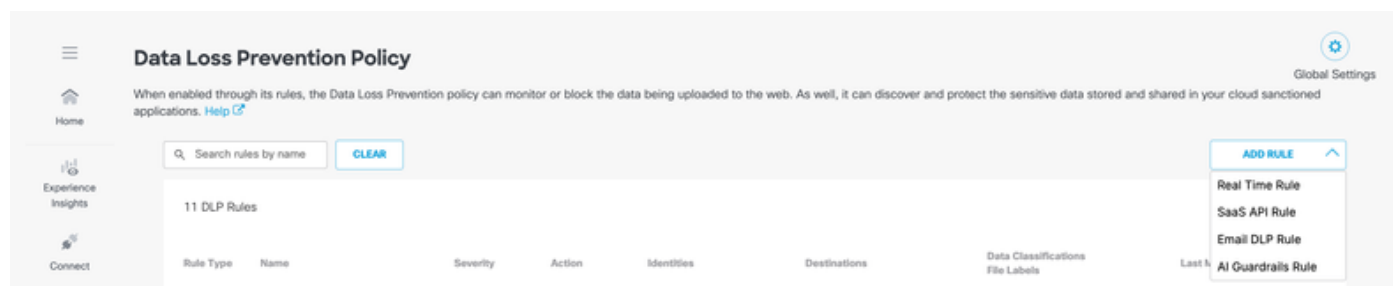 Data Loss Prevention Policy
Global Settings
When enabled through its rules, the Data Loss Prevention policy can monitor or block the data being uploaded to the web. As well, it can discover and protect the sensitive data stored and shared in your cloud sanctioned
applications. Help
Home
Experience
Insights
Connect
Search rules by name
CLEAR
ADD RULE
Real Time Rule
SaaS API Rule
Email DLP Rule
AI Guardrails Rule
11 DLP Rules
Rule Type
Name
Severity
Action
Identities
Destinations
Data Classifications
File Labels
Last